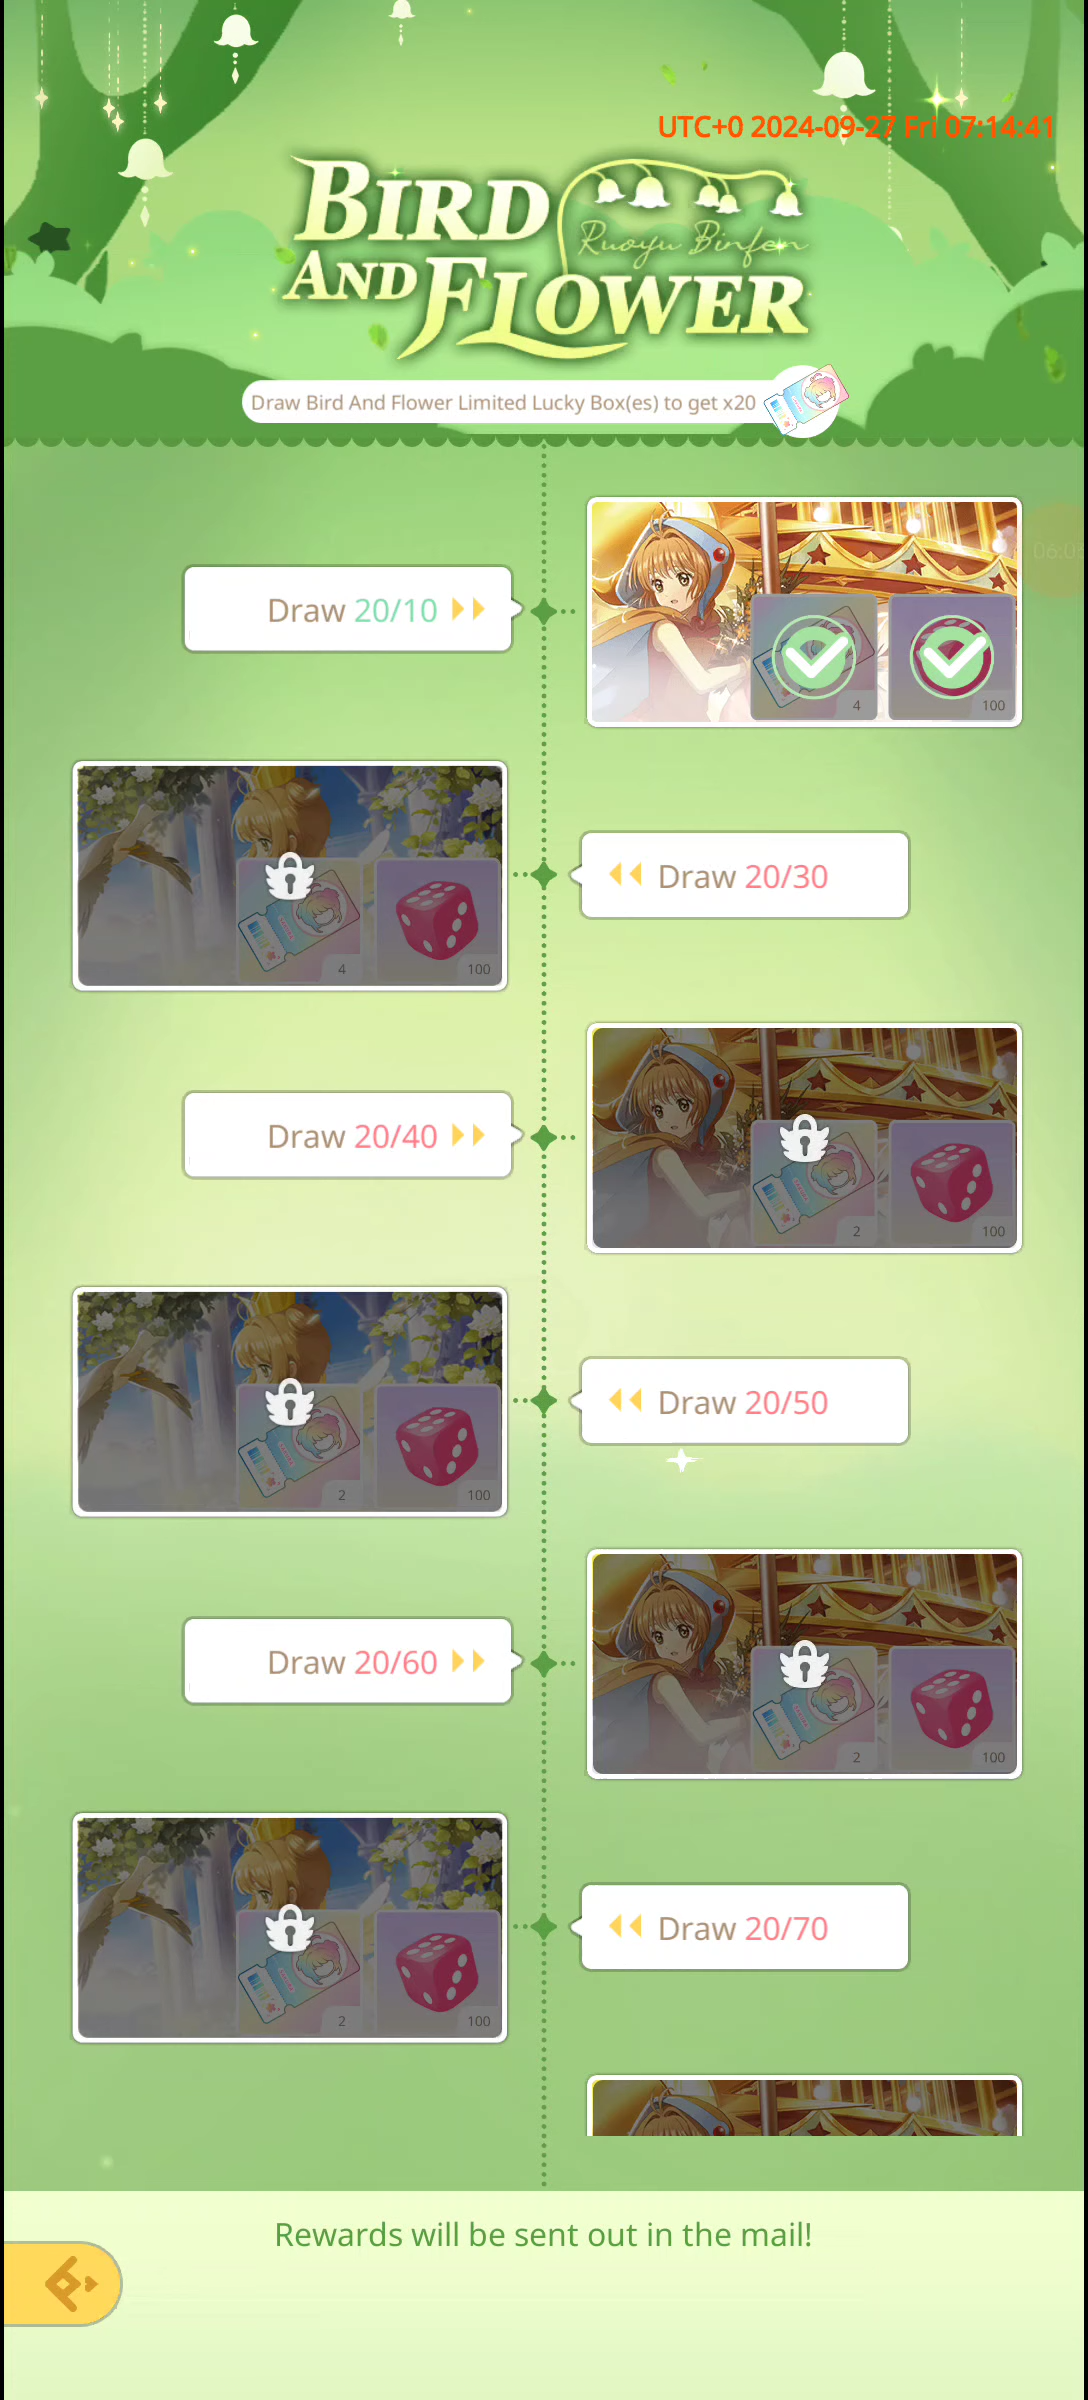 UTC+0 2024-09-27 Fri 07:14:41
BIRD
Ruoyu Binfen
AND FLOWER
Draw Bird And Flower Limited Lucky Box(es) to get x20
Draw 20/10
4
100
Draw 20/30
4
100
Draw 20/40
2
100
Draw 20/50
2
100
Draw 20/60
2
100
Draw 20/70
2
100
Rewards will be sent out in the mail!